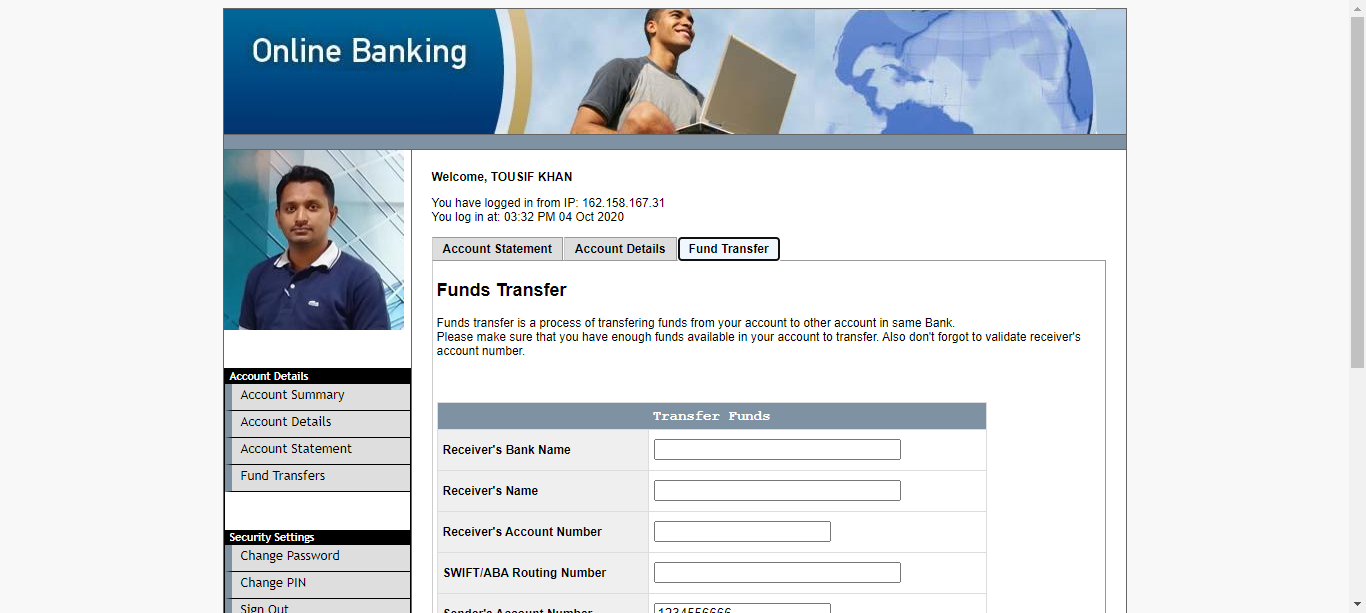 Online Banking
Welcome, TOUSIF KHAN
You have logged in from IP: 162.158.167.31
You log in at: 03:32 PM 04 Oct 2020
Account Statement
Account Details
Fund Transfer
Funds Transfer
Funds transfer is a process of transfering funds from your account to other account in same Bank.
Please make sure that you have enough funds available in your account to transfer. Also don't forgot to validate receiver's
account number.
Account Details
Account Summary
Account Details
Account Statement
Fund Transfers
Security Settings
Change Password
Change PIN
Sign Out
Transfer Funds
Receiver's Bank Name
Receiver's Name
Receiver's Account Number
SWIFT/ABA Routing Number
Sender's Account Number
1234556666